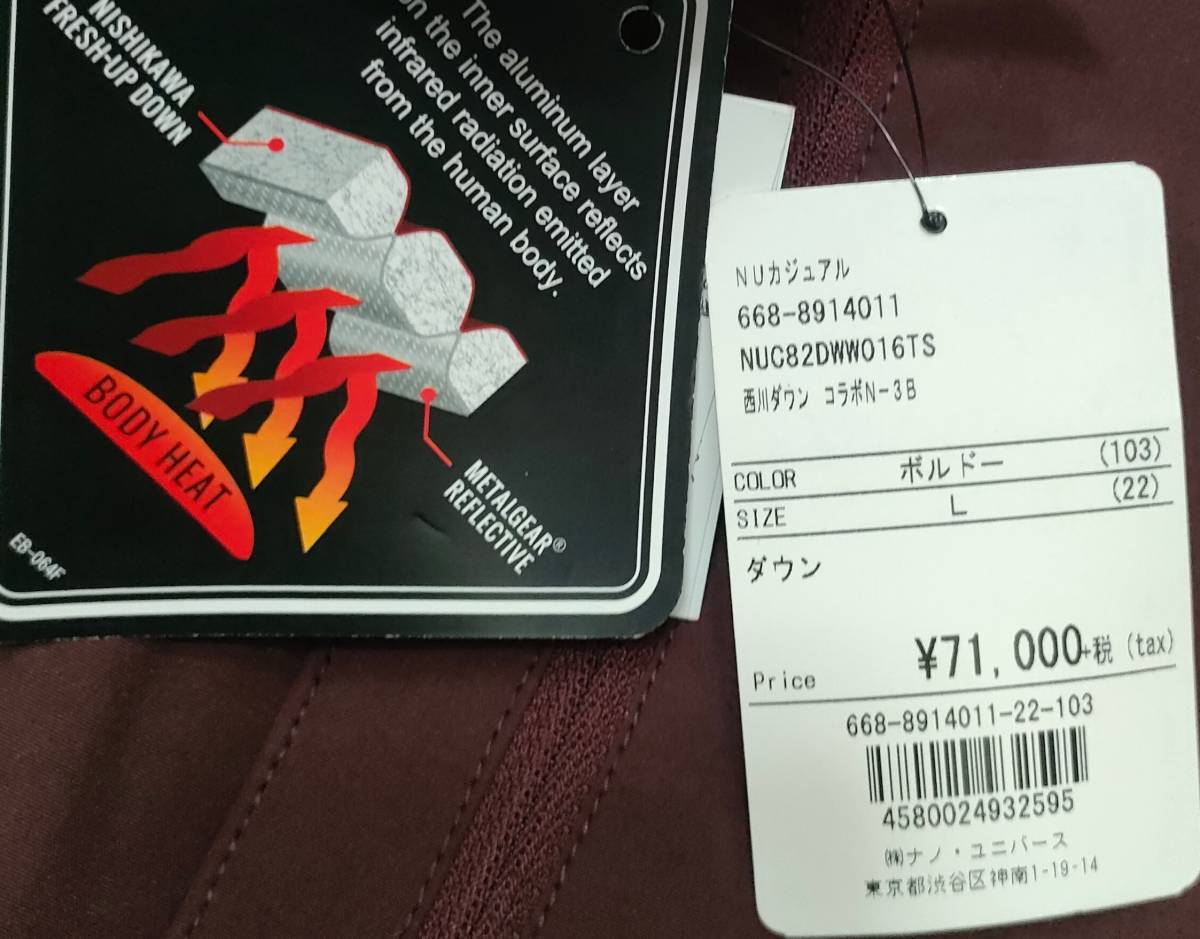 NISHIKAWA
FRESH-UP DOWN
The aluminum layer
on the inner surface reflects
infrared radiation emitted
from the human body.
BODY HEAT
METALGEAR®
REFLECTIVE
EB-064F
NUカジュアル
668-8914011
NUC82DWW016TS
西川ダウン コラボN-3B
COLOR ボルドー (103)
SIZE L (22)
ダウン
Price ¥71,000+税(tax)
668-8914011-22-103
4580024932595
㈱ナノ・ユニバース
東京都渋谷区神南1-19-14